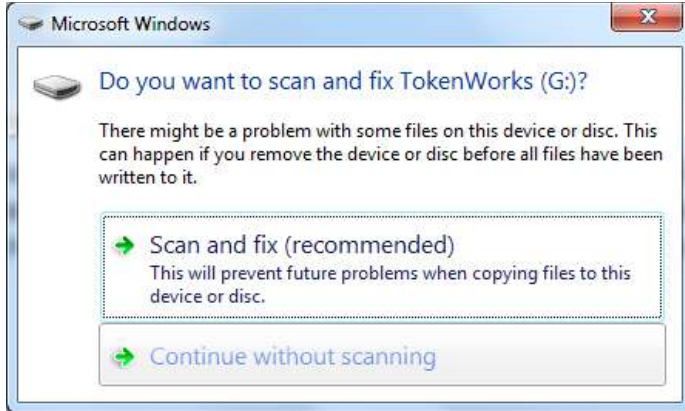 Microsoft Windows
Do you want to scan and fix TokenWorks (G:)?
There might be a problem with some files on this device or disc. This
can happen if you remove the device or disc before all files have been
written to it.
Scan and fix (recommended)
This will prevent future problems when copying files to this
device or disc.
Continue without scanning